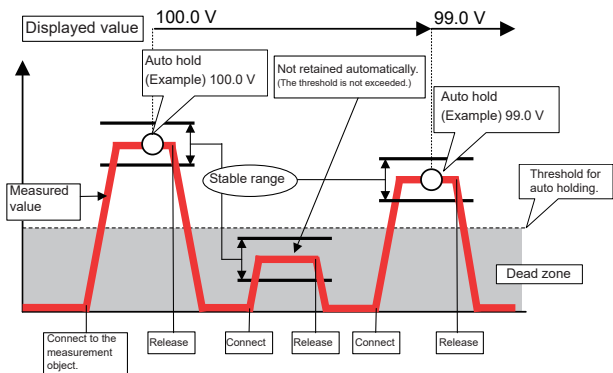 Displayed value
100.0 V
99.0 V
Auto hold
(Example) 100.0 V
Not retained automatically.
(The threshold is not exceeded.)
Auto hold
(Example) 99.0 V
Measured
value
Stable range
Threshold for
auto holding.
Dead zone
Connect to the
measurement
object.
Release
Connect
Release
Connect
Release